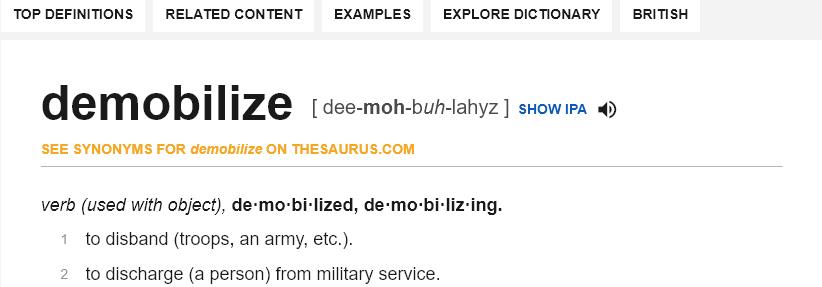 TOP DEFINITIONS RELATED CONTENT EXAMPLES EXPLORE DICTIONARY BRITISH
demobilize [ dee-moh-buh-lahyz ] SHOW IPA
SEE SYNONYMS FOR demobilize ON THESAURUS.COM
verb (used with object), de·mo·bi·lized, de·mo·bi·liz·ing.
1 to disband (troops, an army, etc.).
2 to discharge (a person) from military service.